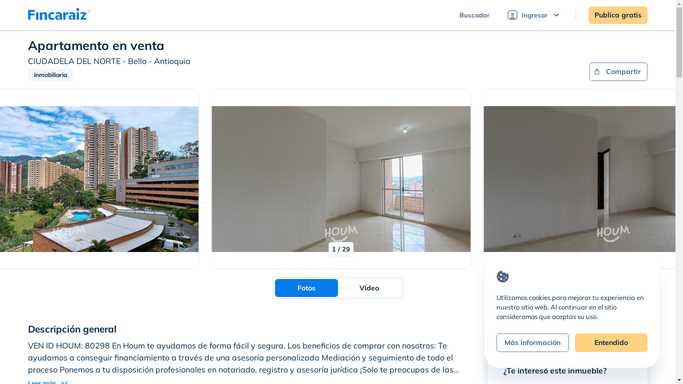 Fincaraiz
Buscador
Ingresar
Publica gratis
Apartamento en venta
CIUDADELA DEL NORTE - Bello - Antioquia
Inmobiliaria
Compartir
HOUM
HOUM
HOUM
1 / 29
Fotos
Video
Utilizamos cookies para mejorar tu experiencia en
nuestro sitio web. Al continuar en el sitio
consideramos que aceptas su uso.
Más información
Entendido
Descripción general
VEN ID HOUM: 80298 En Houm te ayudamos de forma fácil y segura. Los beneficios de comprar con nosotros: Te
ayudamos a conseguir financiamiento a través de una asesoría personalizada Mediación y seguimiento de todo el
proceso Ponemos a tu disposición profesionales en notariado, registro y asesoría jurídica ¡Solo te preocupas de las...
Leer más
¿Te interesó este inmueble?